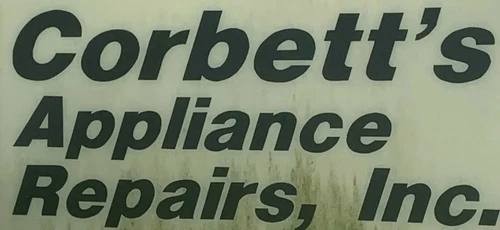 Corbett's
Appliance
Repairs, Inc.